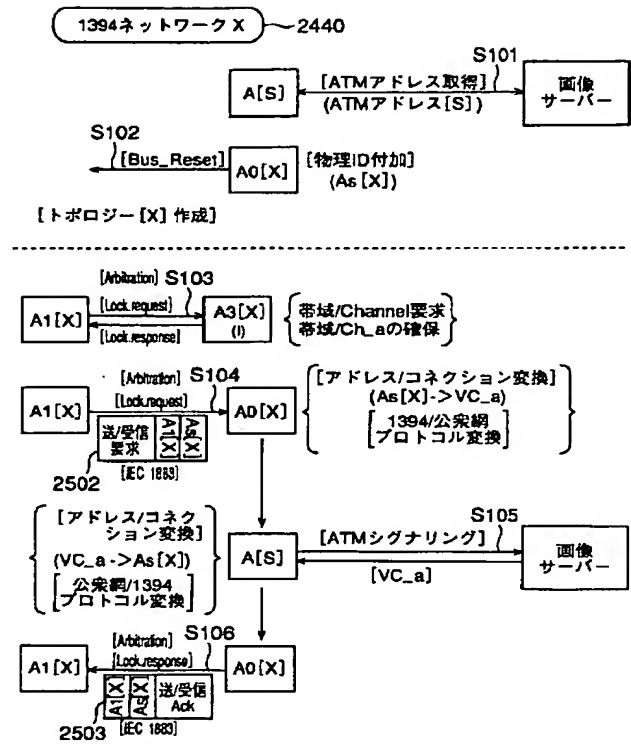 1394ネットワーク X
2440
S101
A[S]
[ATMアドレス取得]
(ATMアドレス[S])
画像
サーバー
S102
[Bus_Reset]
A0[X]
[物理ID付加]
(As[X])
[トポロジー[X] 作成]
[Arbitration]
S103
A1[X]
[Lock.request]
[Lock.response]
A3[X]
(I)
帯域/Channel要求
帯域/Ch_aの確保
[Arbitration]
S104
A1[X]
[Lock.request]
A0[X]
[アドレス/コネクション変換]
(As[X]->VC_a)
1394/公衆網
プロトコル変換
送/受信
要求
A1[X]
As[X]
2502
[IEC 1883]
[アドレス/コネク
ション変換]
(VC_a->As[X])
公衆網/1394
プロトコル変換
A[S]
[ATMシグナリング]
S105
[VC_a]
画像
サーバー
[Arbitration]
S106
A1[X]
[Lock.response]
A0[X]
A1[X]
As[X]
送/受信
Ack
2503
[IEC 1883]